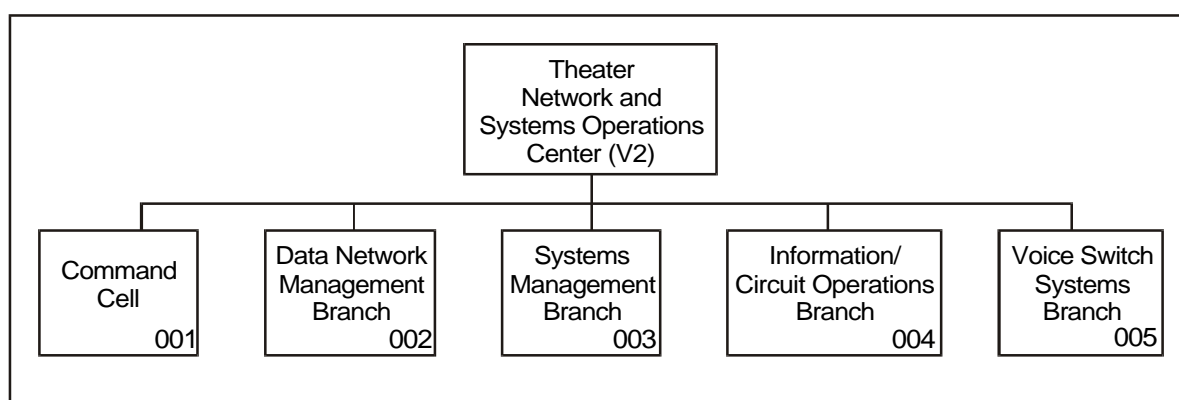 Theater
Network and
Systems Operations
Center (V2)
Command
Cell
001
Data Network
Management
Branch
002
Systems
Management
Branch
003
Information/
Circuit Operations
Branch
004
Voice Switch
Systems
Branch
005